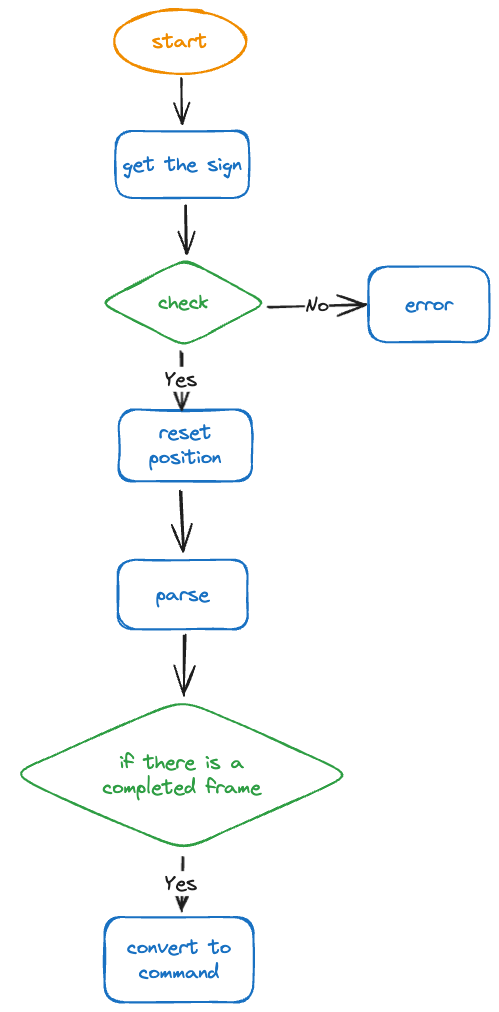 start
get the sign
check
No
error
Yes
reset
position
parse
if there is a
completed frame
Yes
convert to
command